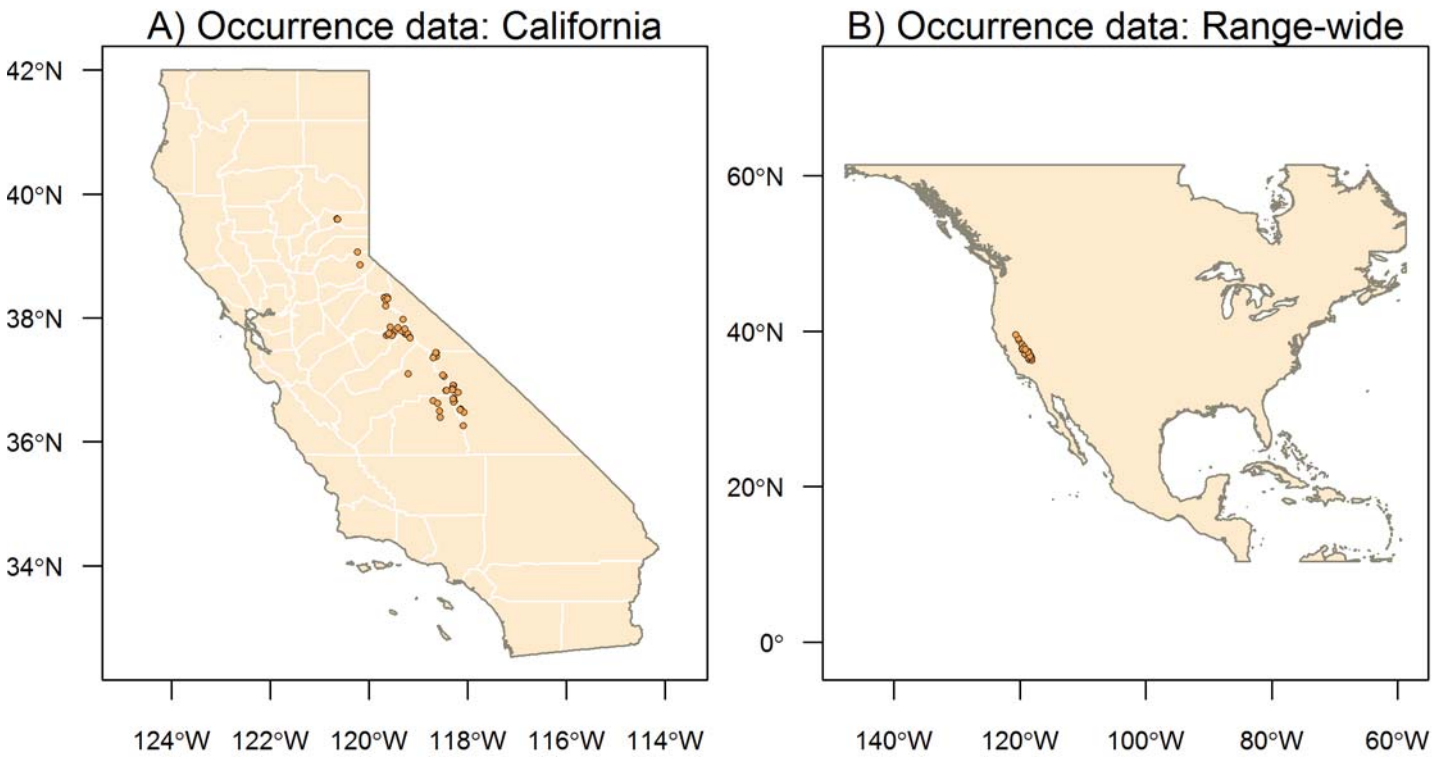 A) Occurrence data: California
42°N
40°N
38°N
36°N
34°N
124°W 122°W 120°W 118°W 116°W 114°W
B) Occurrence data: Range-wide
60°N
40°N
20°N
0°
140°W 120°W 100°W 80°W 60°W